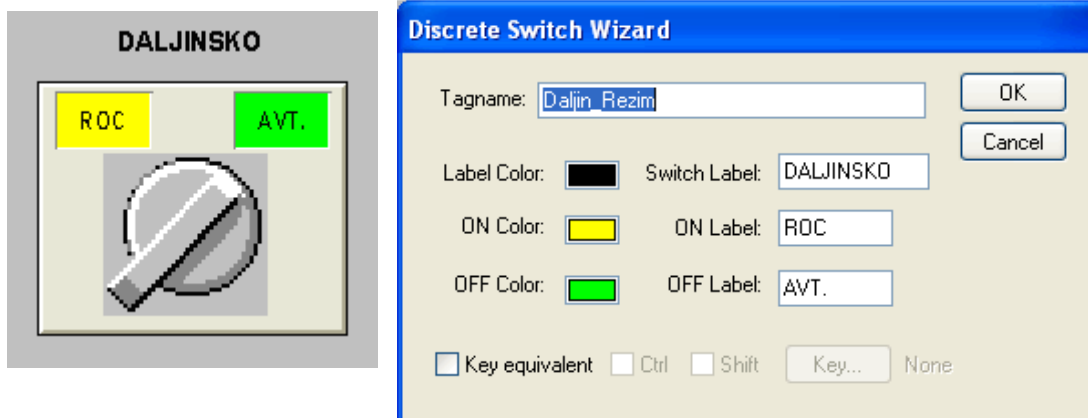 DALJINSKO
ROC AVT.
Discrete Switch Wizard
Tagname: Daljin_Rezim OK
Cancel
Label Color: Switch Label: DALJINSKO
ON Color: ON Label: ROC
OFF Color: OFF Label: AVT.
Key equivalent Ctrl Shift Key... None